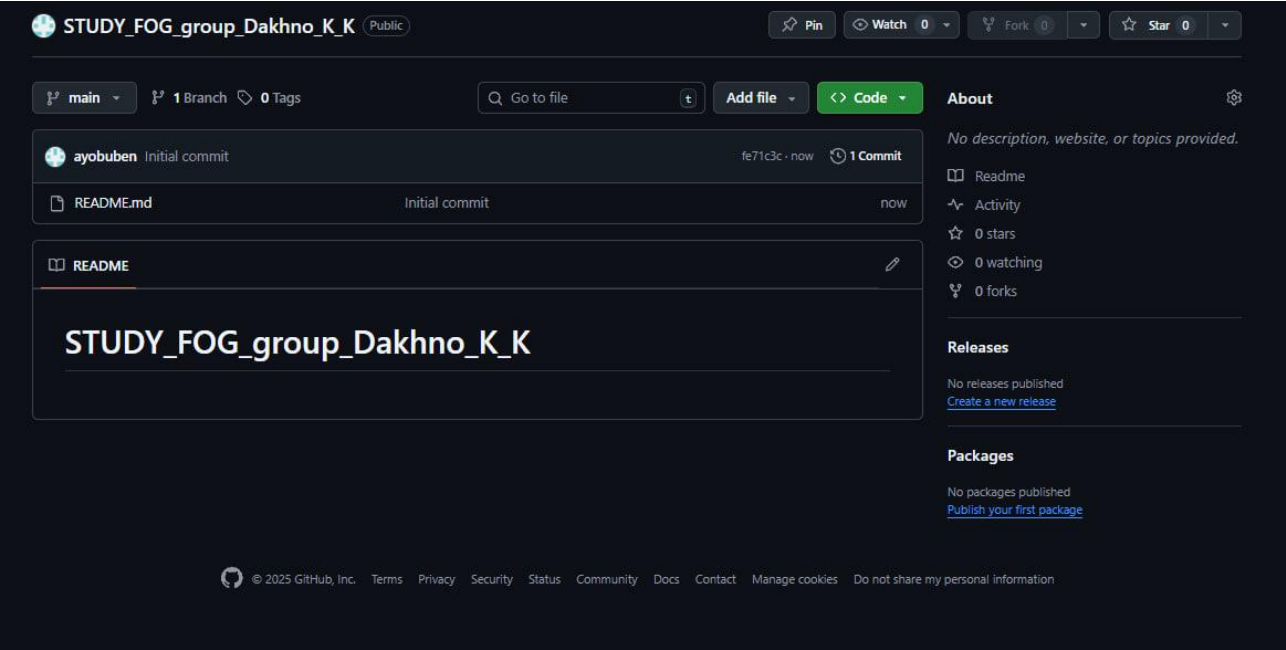 STUDY_FOG_group_Dakhno_K_K Public Pin Watch 0 Fork 0 Star 0
main 1 Branch 0 Tags Go to file t Add file <> Code
ayobuben Initial commit fe71c3c · now 1 Commit
README.md Initial commit now
README
STUDY_FOG_group_Dakhno_K_K
About
No description, website, or topics provided.
Readme
Activity
0 stars
0 watching
0 forks
Releases
No releases published
Create a new release
Packages
No packages published
Publish your first package
© 2025 GitHub, Inc. Terms Privacy Security Status Community Docs Contact Manage cookies Do not share my personal information